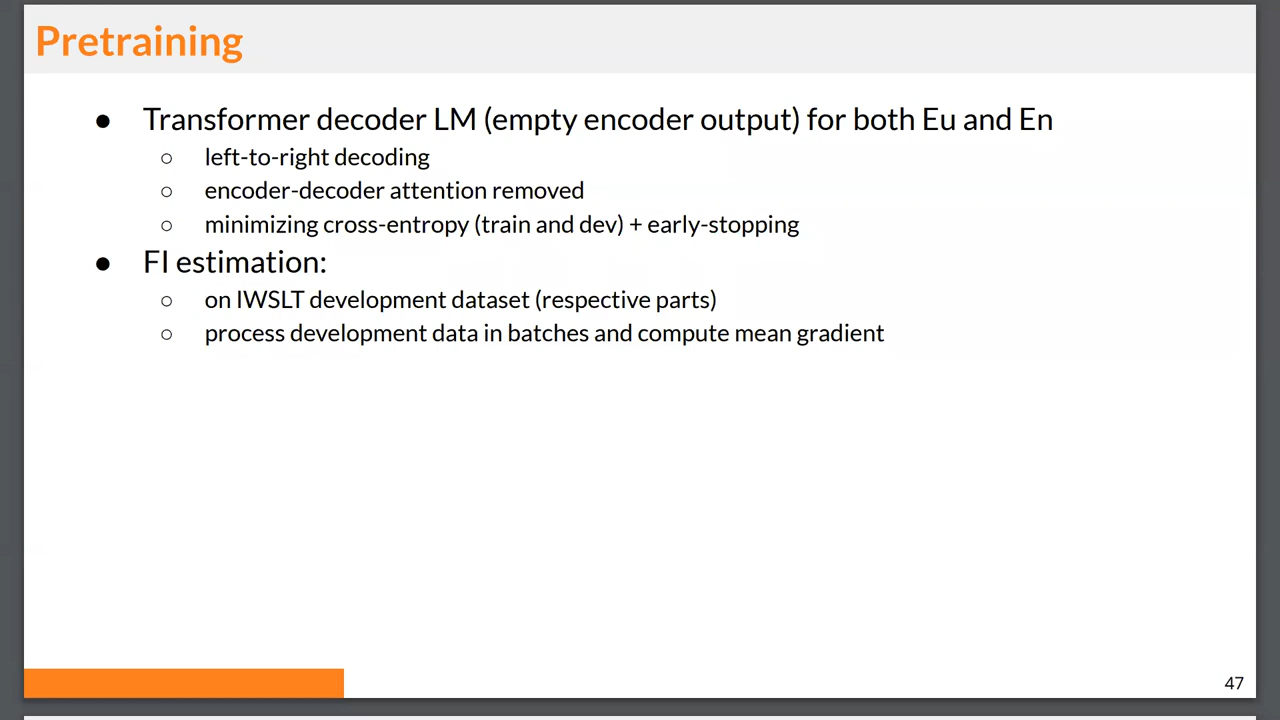 Pretraining
● Transformer decoder LM (empty encoder output) for both Eu and En
○ left-to-right decoding
○ encoder-decoder attention removed
○ minimizing cross-entropy (train and dev) + early-stopping
● FI estimation:
○ on IWSLT development dataset (respective parts)
○ process development data in batches and compute mean gradient
47